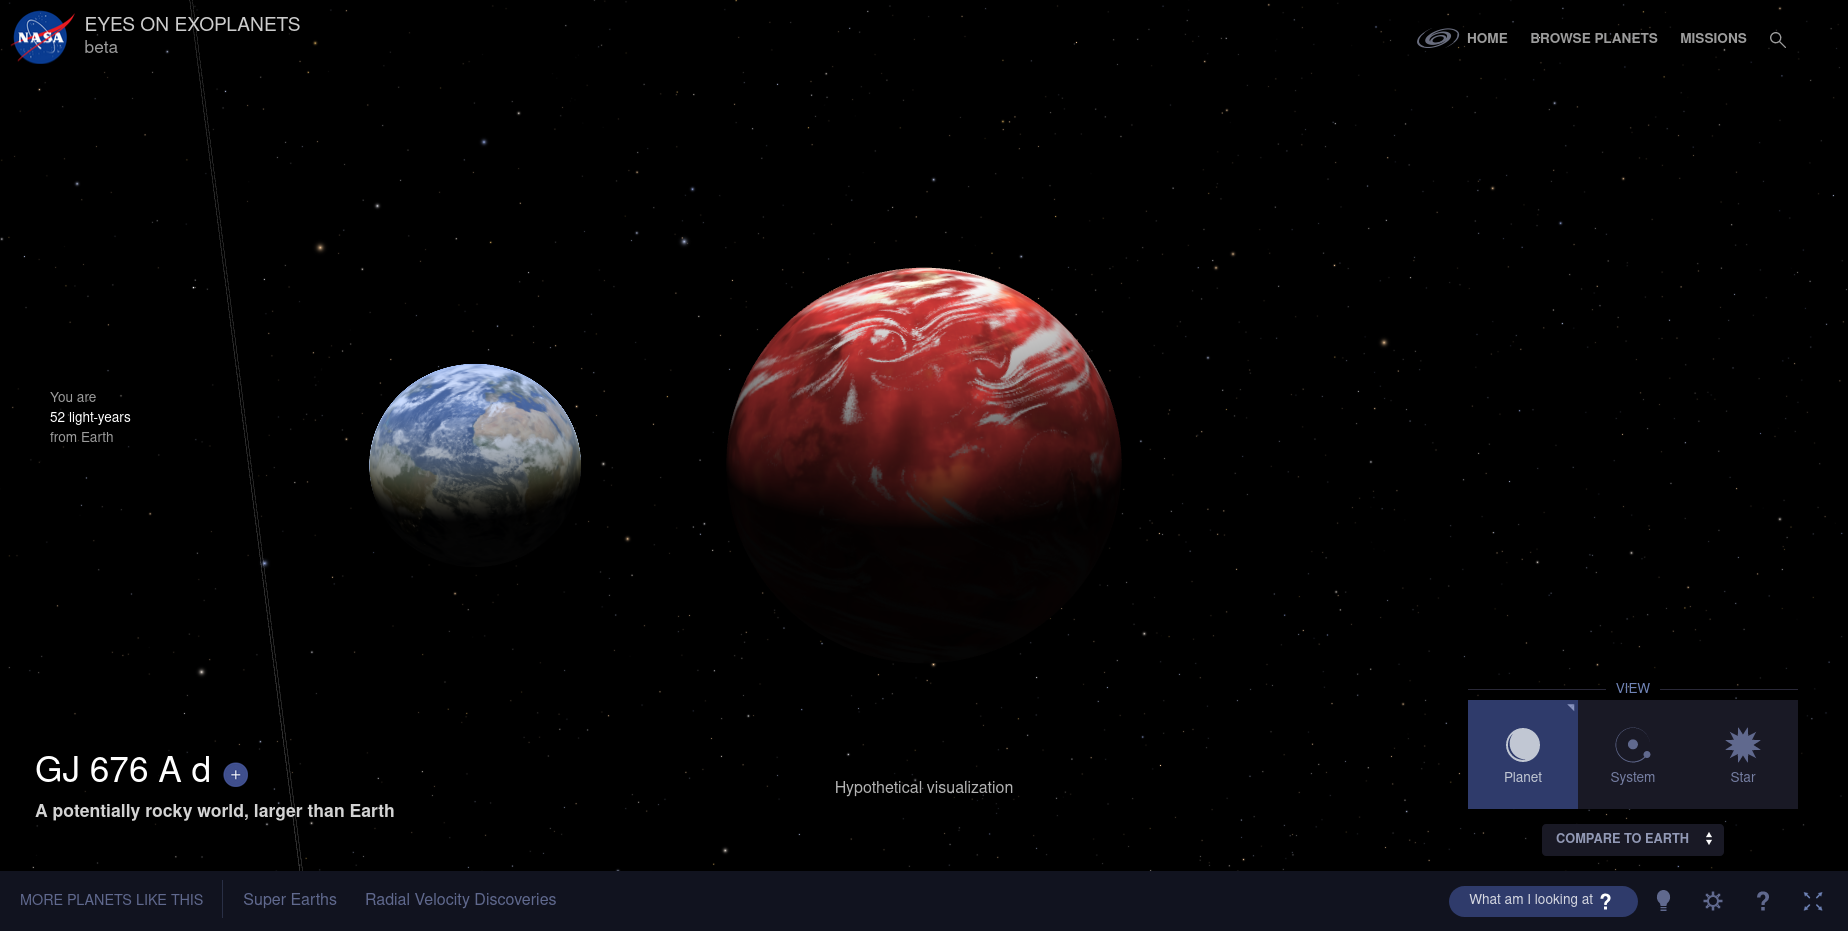 NASA
EYES ON EXOPLANETS
beta
HOME
BROWSE PLANETS
MISSIONS
You are
52 light-years
from Earth
GJ 676 A d +
A potentially rocky world, larger than Earth
Hypothetical visualization
VIEW
Planet
System
Star
COMPARE TO EARTH
MORE PLANETS LIKE THIS
Super Earths
Radial Velocity Discoveries
What am I looking at ?
?